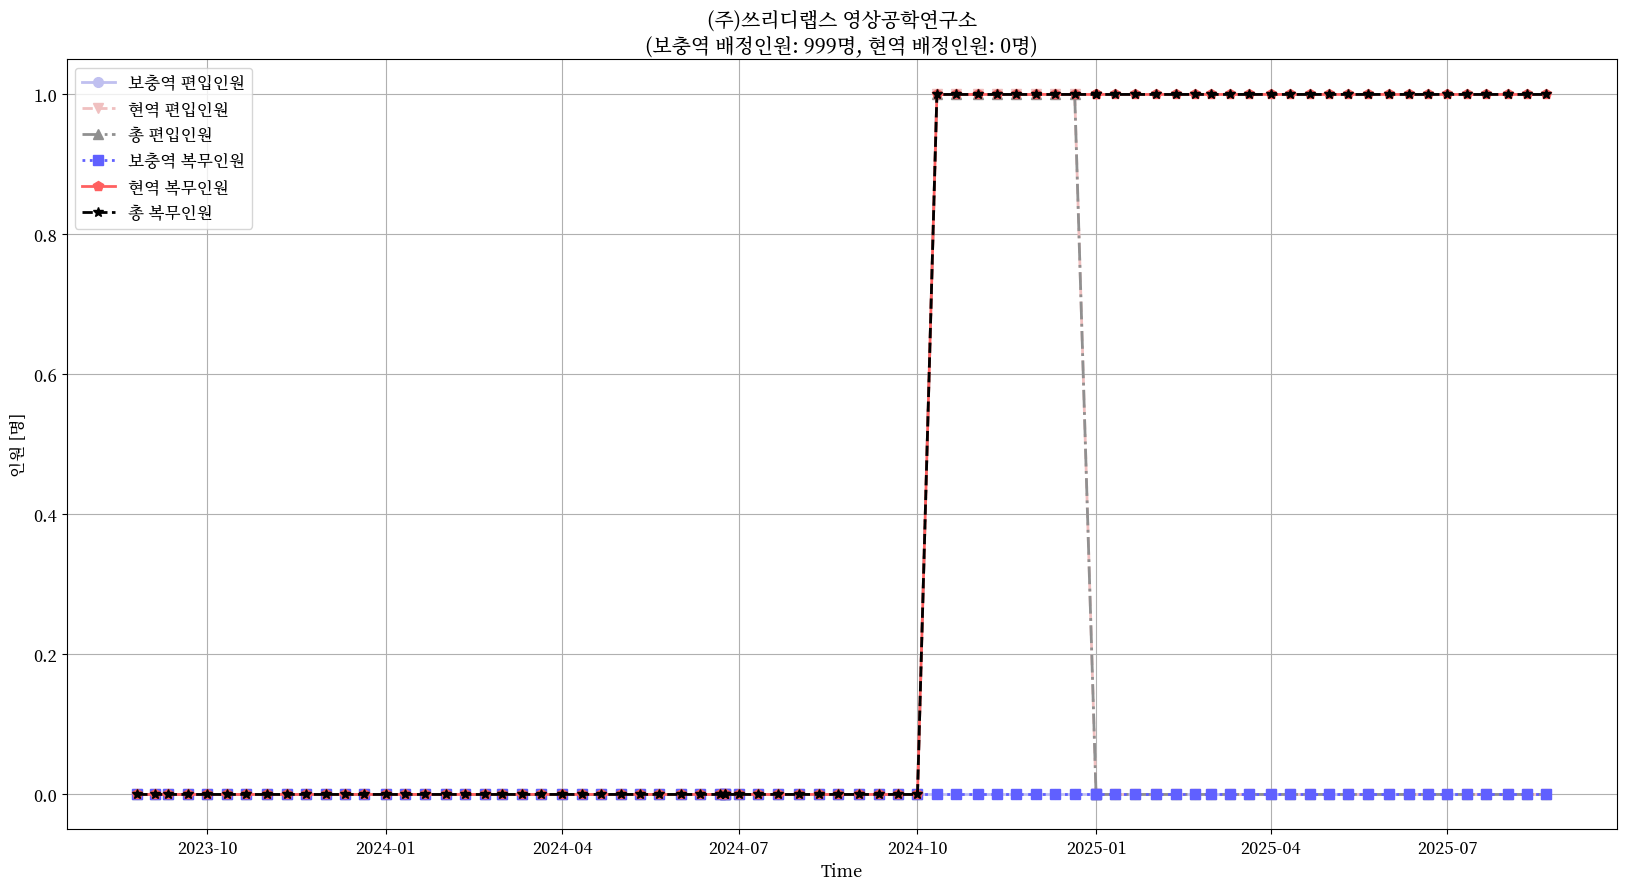 (주)쓰리디랩스 영상공학연구소
(보충역 배정인원: 999명, 현역 배정인원: 0명)
보충역 편입인원
현역 편입인원
총 편입인원
보충역 복무인원
현역 복무인원
총 복무인원
1.0
0.8
0.6
0.4
0.2
0.0
인원 [명]
2023-10
2024-01
2024-04
2024-07
2024-10
2025-01
2025-04
2025-07
Time